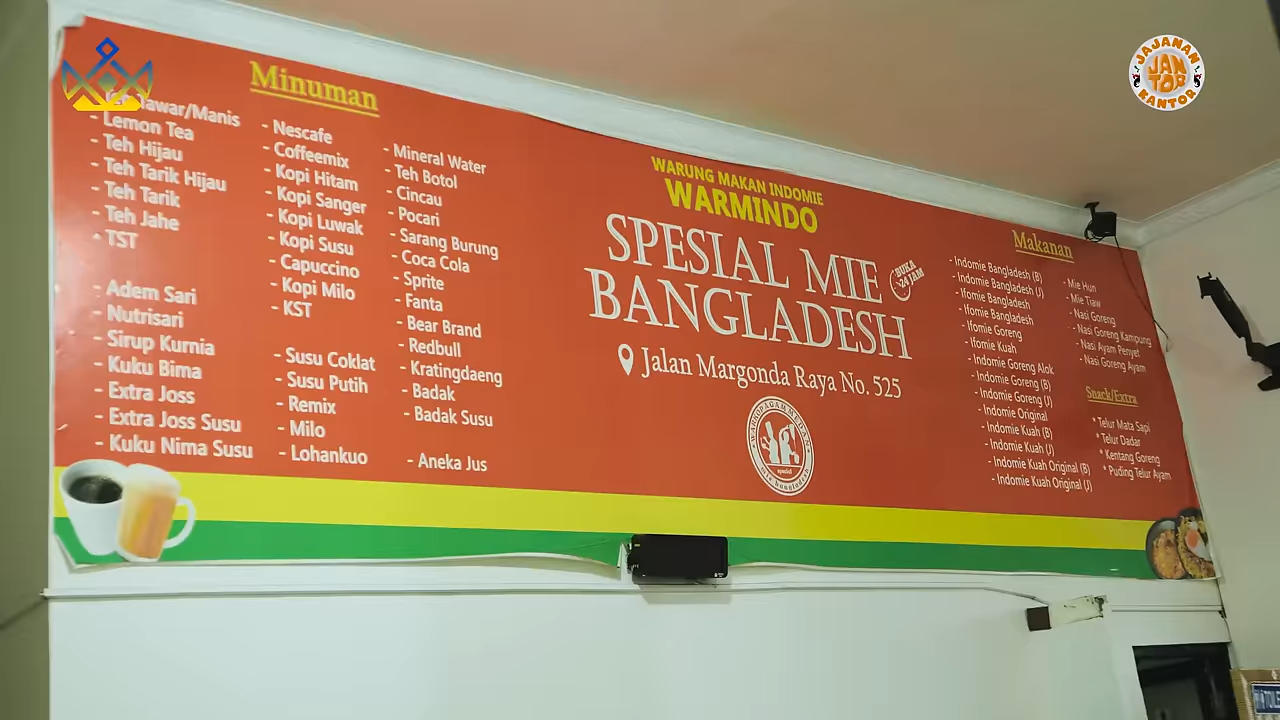 JAJANAN
JAN
TOR
KANTOR
Minuman
Tawar/Manis
- Lemon Tea
- Teh Hijau
- Teh Tarik Hijau
- Teh Tarik
- Teh Jahe
- TST
- Adem Sari
- Nutrisari
- Sirup Kurnia
- Kuku Bima
- Extra Joss
- Extra Joss Susu
- Kuku Nima Susu
- Nescafe
- Coffeemix
- Kopi Hitam
- Kopi Sanger
- Kopi Luwak
- Kopi Susu
- Capuccino
- Kopi Milo
- KST
- Susu Coklat
- Susu Putih
- Remix
- Milo
- Lohankuo
- Mineral Water
- Teh Botol
- Cincau
- Pocari
- Sarang Burung
- Coca Cola
- Sprite
- Fanta
- Bear Brand
- Redbull
- Kratingdaeng
- Badak
- Badak Susu
- Aneka Jus
WARUNG MAKAN INDOMIE
WARMINDO
SPESIAL MIE
BANGLADESH
BUKA
24 JAM
Jalan Margonda Raya No. 525
Makanan
- Indomie Bangladesh (B)
- Indomie Bangladesh (J)
- Ifomie Bangladesh
- Ifomie Bangladesh
- Ifomie Goreng
- Ifomie Kuah
- Indomie Goreng Alok
- Indomie Goreng (B)
- Indomie Goreng (J)
- Indomie Original
- Indomie Kuah (B)
- Indomie Kuah (J)
- Indomie Kuah Original (B)
- Indomie Kuah Original (J)
- Mie Hun
- Mie Tiaw
- Nasi Goreng
- Nasi Goreng Kampung
- Nasi Ayam Penyet
- Nasi Goreng Ayam
Snack/Extra
* Telur Mata Sapi
* Telur Dadar
* Kentang Goreng
* Puding Telur Ayam